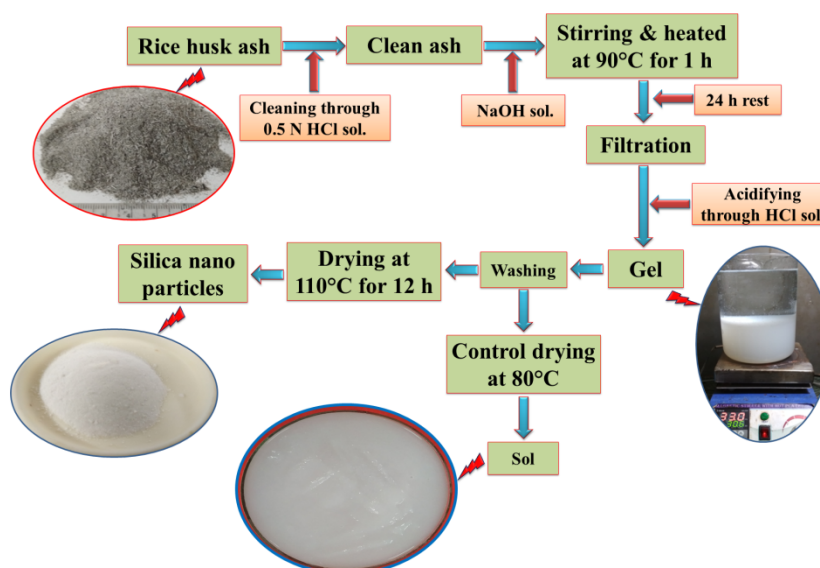 Rice husk ash
Clean ash
Stirring & heated
at 90°C for 1 h
Cleaning through
0.5 N HCl sol.
NaOH sol.
24 h rest
Filtration
Acidifying
through HCl sol.
Silica nano
particles
Drying at
110°C for 12 h
Washing
Gel
Control drying
at 80°C
Sol